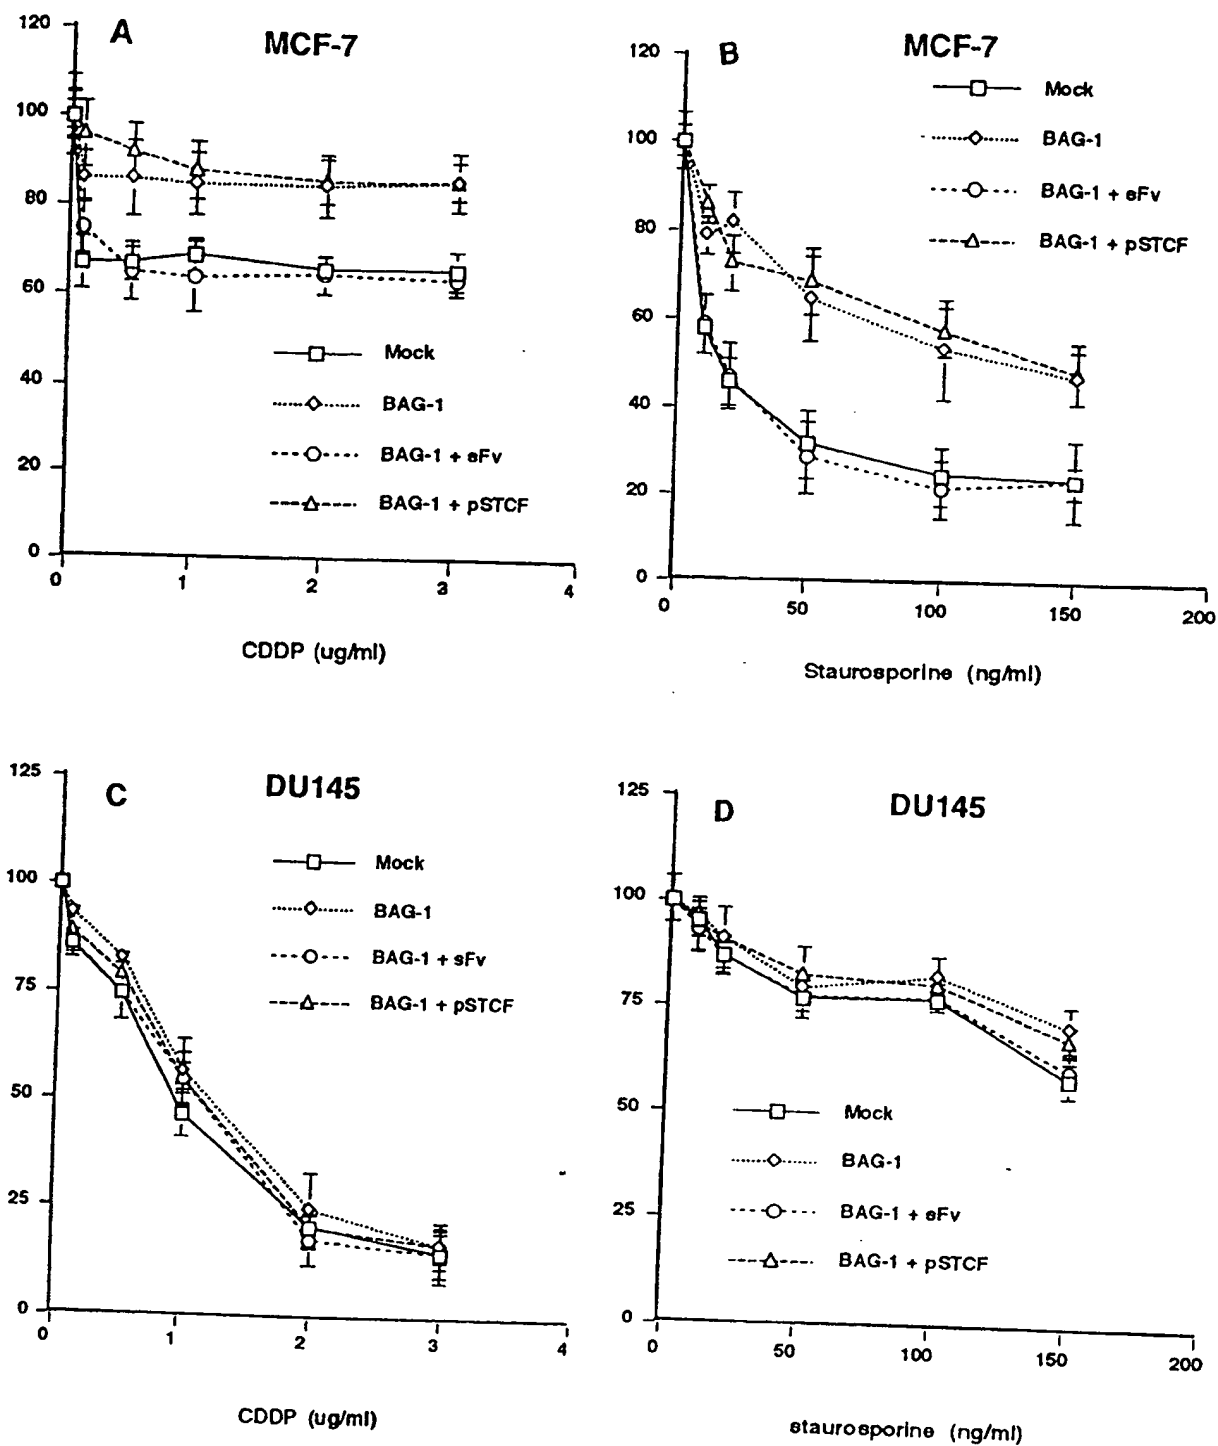 A
MCF-7
120
100
80
60
40
20
0
0
1
2
3
4
Mock
BAG-1
BAG-1 + sFv
BAG-1 + pSTCF
CDDP (ug/ml)
B
MCF-7
120
100
80
60
40
20
0
0
50
100
150
200
Mock
BAG-1
BAG-1 + sFv
BAG-1 + pSTCF
Staurosporine (ng/ml)
C
DU145
125
100
75
50
25
0
0
1
2
3
4
Mock
BAG-1
BAG-1 + sFv
BAG-1 + pSTCF
CDDP (ug/ml)
D
DU145
125
100
75
50
25
0
0
50
100
150
200
Mock
BAG-1
BAG-1 + sFv
BAG-1 + pSTCF
staurosporine (ng/ml)